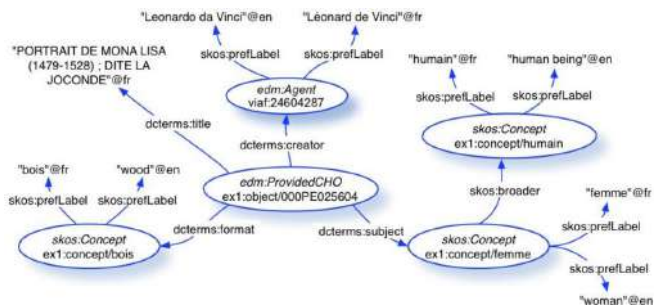 "Leonardo da Vinci"@en
"Léonard de Vinci"@fr
skos:prefLabel
skos:prefLabel
"PORTRAIT DE MONA LISA
(1479-1528) ; DITE LA
JOCONDE"@fr
edm:Agent
viaf:24604287
"humain"@fr
"human being"@en
skos:prefLabel
skos:prefLabel
dcterms:title
dcterms:creator
skos:Concept
ex1:concept/humain
"bois"@fr
"wood"@en
skos:prefLabel
skos:prefLabel
edm:ProvidedCHO
ex1:object/000PE025604
skos:broader
"femme"@fr
dcterms:format
dcterms:subject
skos:prefLabel
skos:Concept
ex1:concept/bois
skos:Concept
ex1:concept/femme
skos:prefLabel
"woman"@en